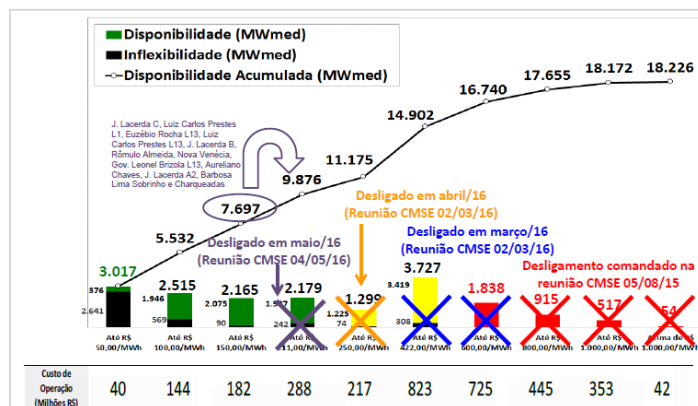 Disponibilidade (MWmed)
Inflexibilidade (MWmed)
Disponibilidade Acumulada (MWmed)
J. Lacerda C, Luiz Carlos Prestes
L1, Euzébio Rocha L13, Luiz
Carlos Prestes L13, J. Lacerda B,
Rômulo Almeida, Nova Venécia,
Gov. Leonel Brizola L13, Aureliano
Chaves, J. Lacerda A2, Barbosa
Lima Sobrinho e Charqueadas
3.017
5.532
7.697
9.876
11.175
14.902
16.740
17.655
18.172
18.226
Desligado em maio/16
(Reunião CMSE 04/05/16)
Desligado em abril/16
(Reunião CMSE 02/03/16)
Desligado em março/16
(Reunião CMSE 02/03/16)
Desligamento comandado na
reunião CMSE 05/08/15
376
2.641
2.515
1.946
569
2.165
2.075
90
2.179
242
1.299
1.225
74
3.727
3.419
308
1.838
915
517
54
Até R$
50,00/MWh
Até R$
100,00/MWh
Até R$
150,00/MWh
Até R$
Até R$
250,00/MWh
Até R$
422,00/MWh
Até R$
600,00/MWh
Até R$
800,00/MWh
Até R$
1.000,00/MWh
Acima de R$
1.000,00/MWh
Custo de
Operação
(Milhões R$)
40 144 182 288 217 823 725 445 353 42